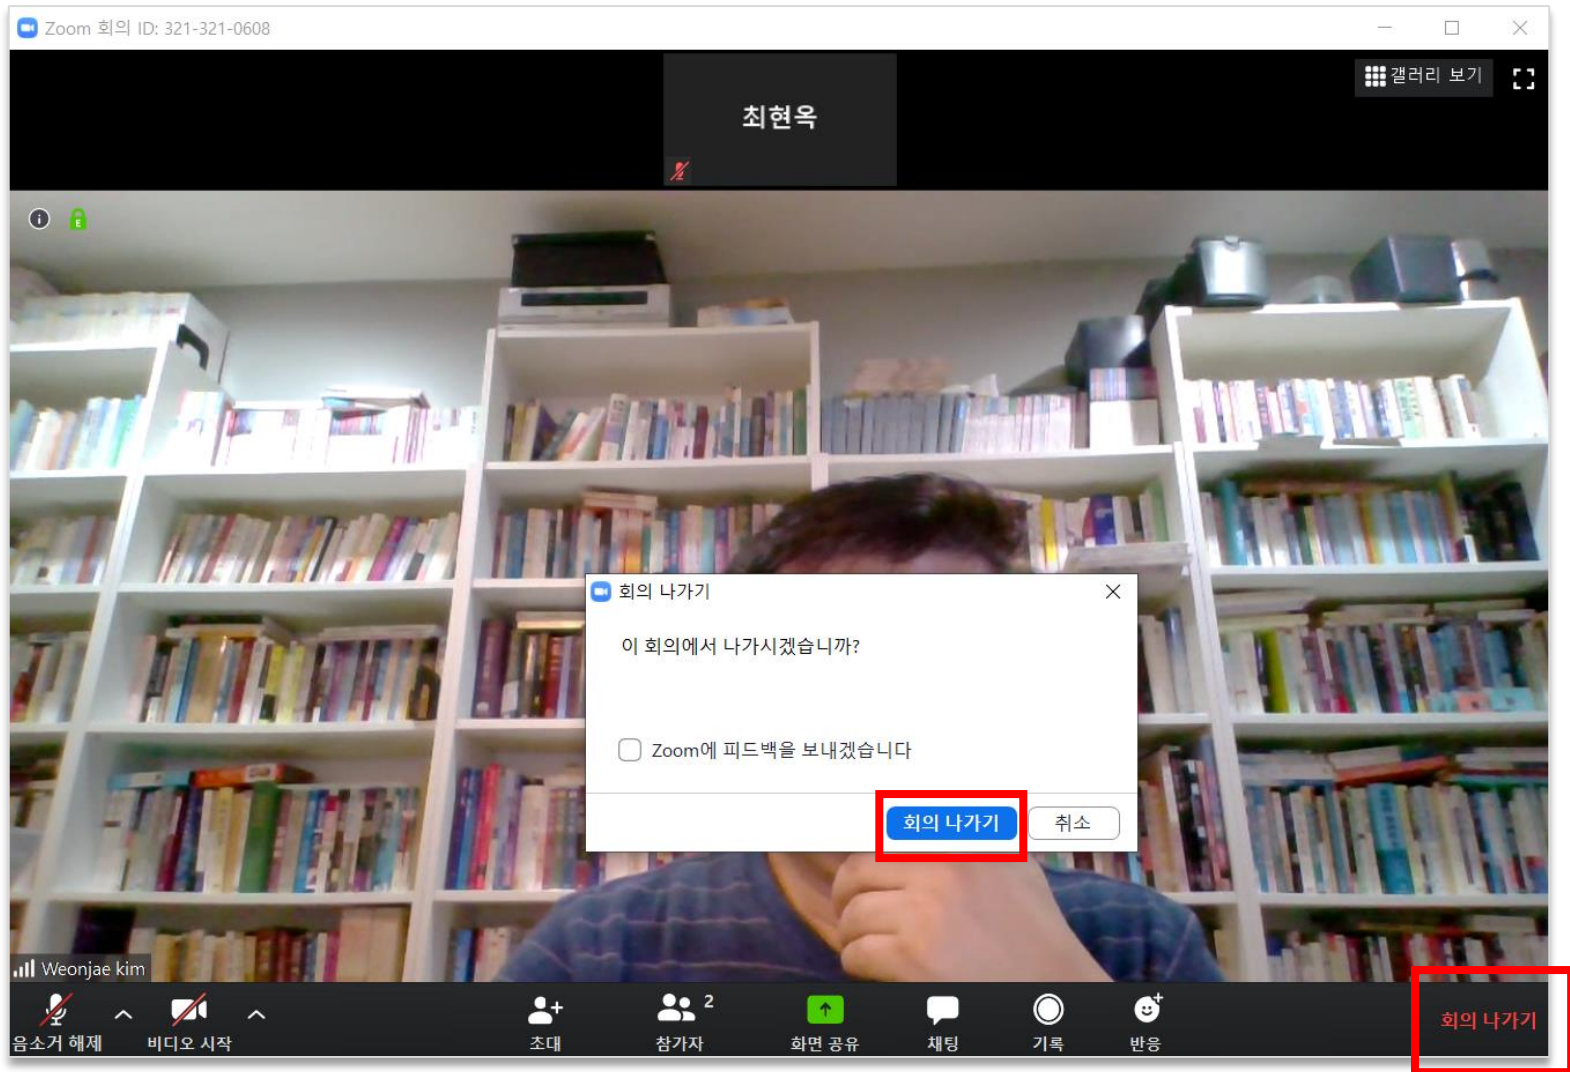 Zoom 회의 ID: 321-321-0608
갤러리 보기
최현옥
E
회의 나가기
이 회의에서 나가시겠습니까?
Zoom에 피드백을 보내겠습니다
회의 나가기
취소
Weonjae kim
음소거 해제
비디오 시작
초대
2
참가자
화면 공유
채팅
기록
반응
회의 나가기